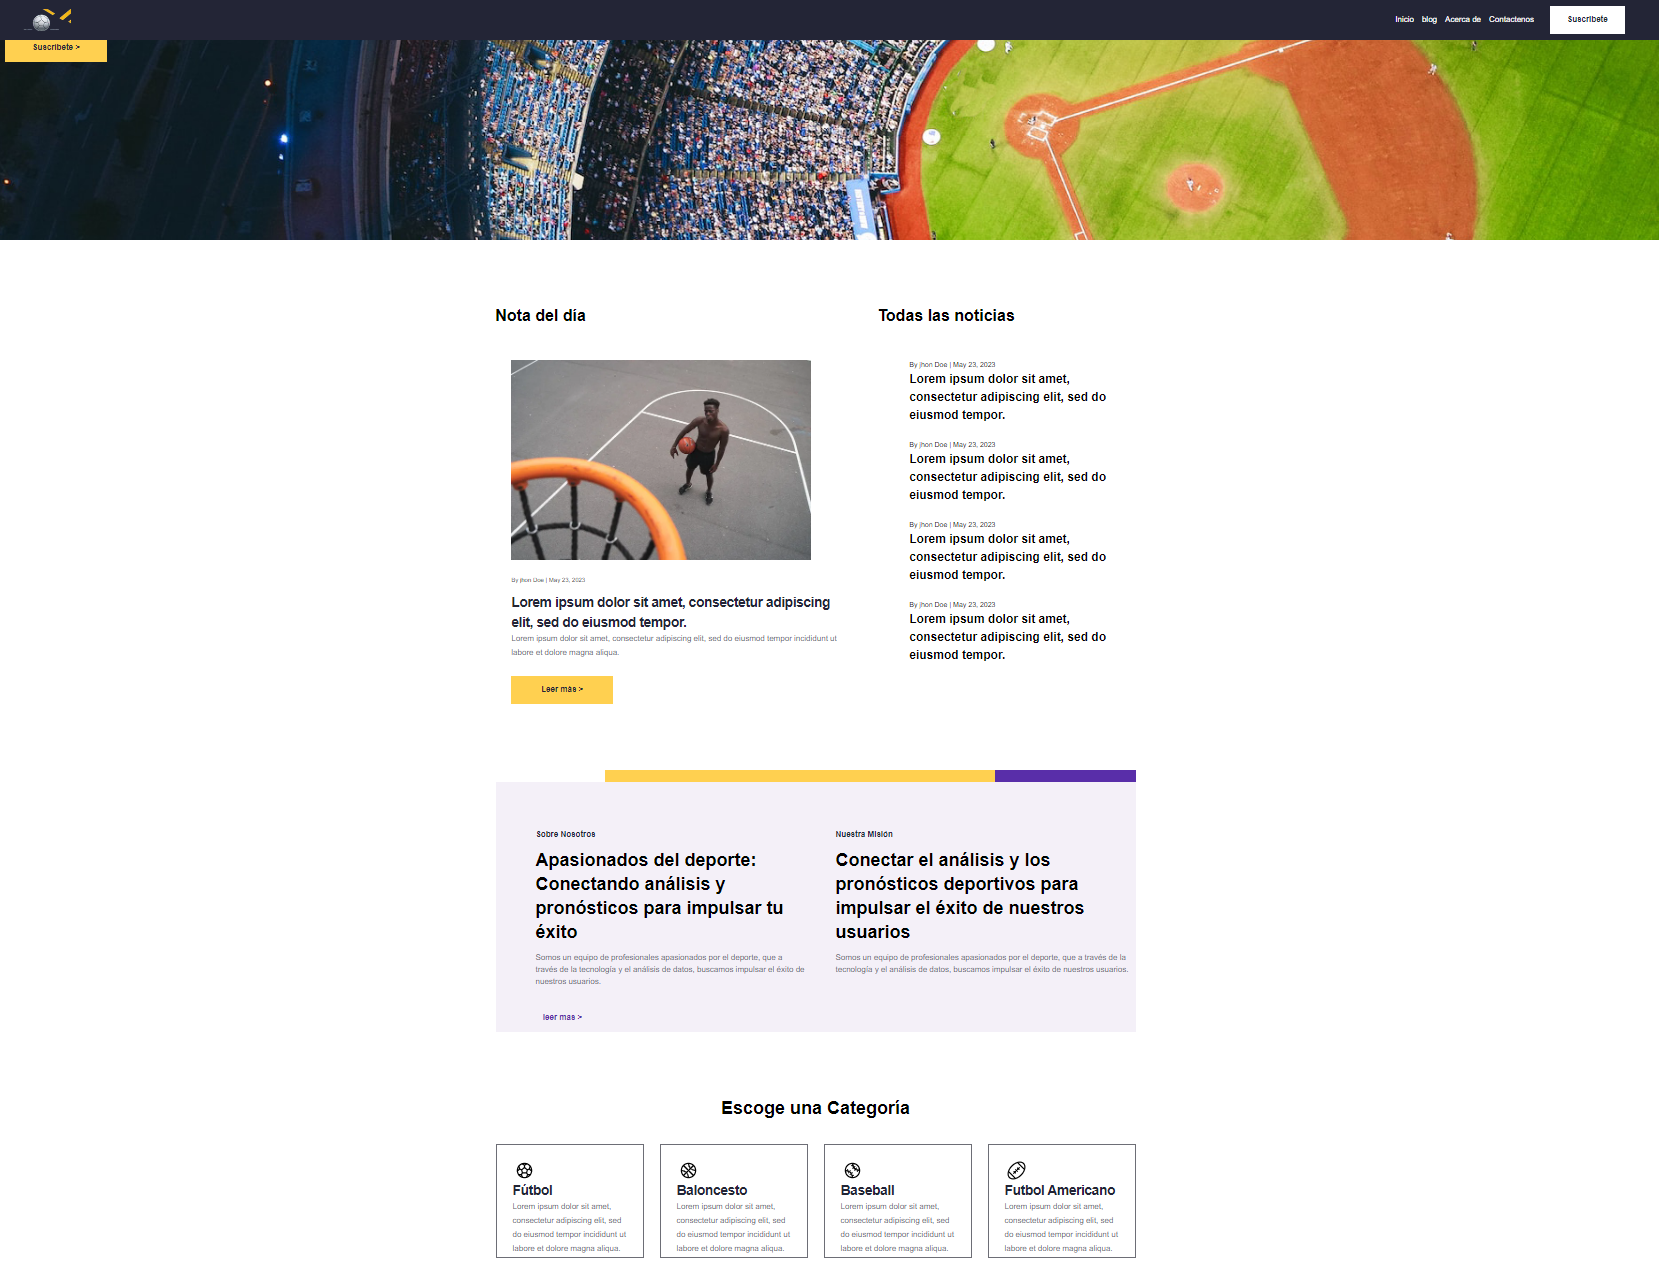 Inicio blog Acerca de Contactenos Suscribete
Suscribete >
Nota del día
By jhon Doe | May 23, 2023
Lorem ipsum dolor sit amet, consectetur adipiscing
elit, sed do eiusmod tempor.
Lorem ipsum dolor sit amet, consectetur adipiscing elit, sed do eiusmod tempor incididunt ut
labore et dolore magna aliqua.
Leer más >
Todas las noticias
By jhon Doe | May 23, 2023
Lorem ipsum dolor sit amet,
consectetur adipiscing elit, sed do
eiusmod tempor.
By jhon Doe | May 23, 2023
Lorem ipsum dolor sit amet,
consectetur adipiscing elit, sed do
eiusmod tempor.
By jhon Doe | May 23, 2023
Lorem ipsum dolor sit amet,
consectetur adipiscing elit, sed do
eiusmod tempor.
By jhon Doe | May 23, 2023
Lorem ipsum dolor sit amet,
consectetur adipiscing elit, sed do
eiusmod tempor.
Sobre Nosotros
Apasionados del deporte:
Conectando análisis y
pronósticos para impulsar tu
éxito
Somos un equipo de profesionales apasionados por el deporte, que a
través de la tecnología y el análisis de datos, buscamos impulsar el éxito de
nuestros usuarios.
leer mas >
Nuestra Misión
Conectar el análisis y los
pronósticos deportivos para
impulsar el éxito de nuestros
usuarios
Somos un equipo de profesionales apasionados por el deporte, que a través de la
tecnología y el análisis de datos, buscamos impulsar el éxito de nuestros usuarios.
Escoge una Categoría
Fútbol
Lorem ipsum dolor sit amet,
consectetur adipiscing elit, sed
do eiusmod tempor incididunt ut
labore et dolore magna aliqua.
Baloncesto
Lorem ipsum dolor sit amet,
consectetur adipiscing elit, sed
do eiusmod tempor incididunt ut
labore et dolore magna aliqua.
Baseball
Lorem ipsum dolor sit amet,
consectetur adipiscing elit, sed
do eiusmod tempor incididunt ut
labore et dolore magna aliqua.
Futbol Americano
Lorem ipsum dolor sit amet,
consectetur adipiscing elit, sed
do eiusmod tempor incididunt ut
labore et dolore magna aliqua.